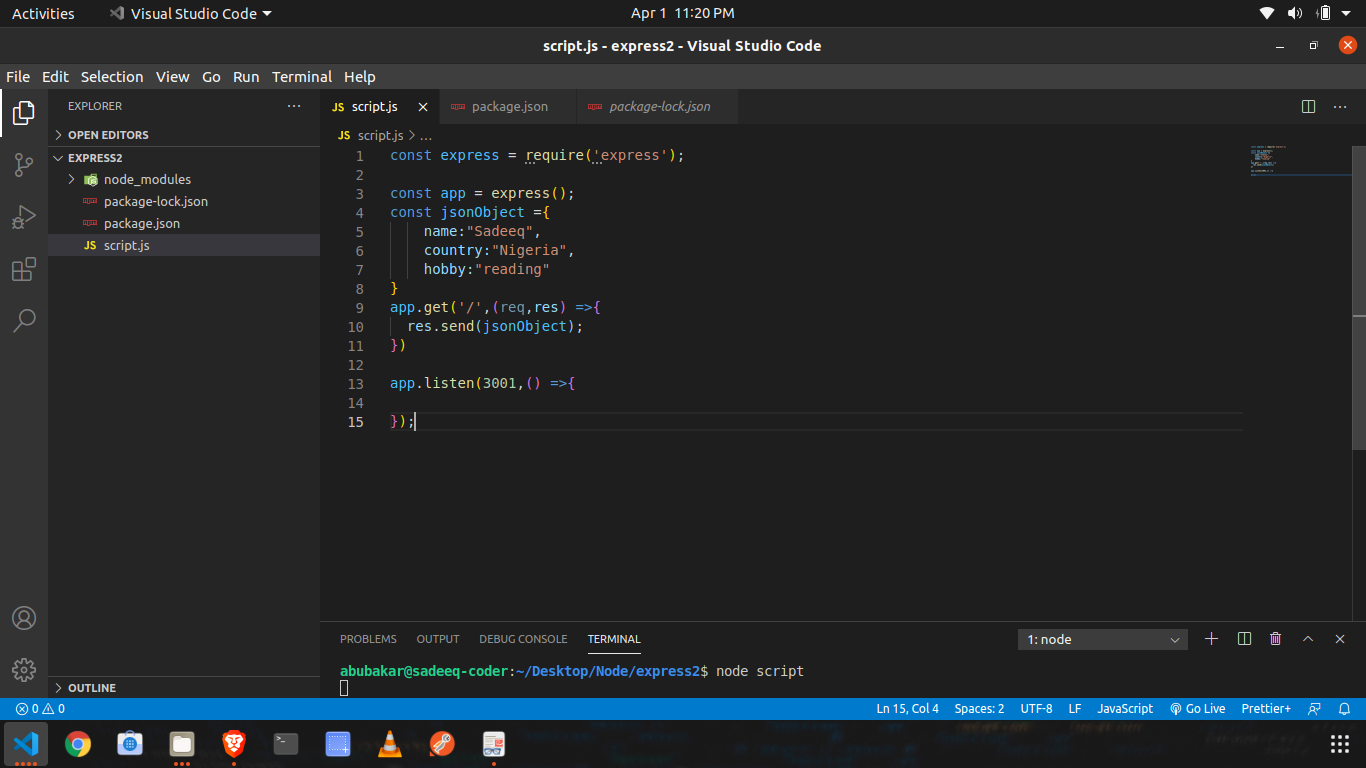 Activities Visual Studio Code Apr 1 11:20 PM
script.js - express2 - Visual Studio Code
File Edit Selection View Go Run Terminal Help
EXPLORER
OPEN EDITORS
EXPRESS2
node_modules
package-lock.json
package.json
JS script.js
JS script.js package.json package-lock.json
JS script.js > ...
1 const express = require('express');
2
3 const app = express();
4 const jsonObject ={
5 name:"Sadeeq",
6 country:"Nigeria",
7 hobby:"reading"
8 }
9 app.get('/',(req,res) =>{
10 res.send(jsonObject);
11 })
12
13 app.listen(3001,() =>{
14
15 });
PROBLEMS OUTPUT DEBUG CONSOLE TERMINAL 1: node
abubakar@sadeeq-coder:~/Desktop/Node/express2$ node script
OUTLINE
0 0 Ln 15, Col 4 Spaces: 2 UTF-8 LF JavaScript Go Live Prettier+